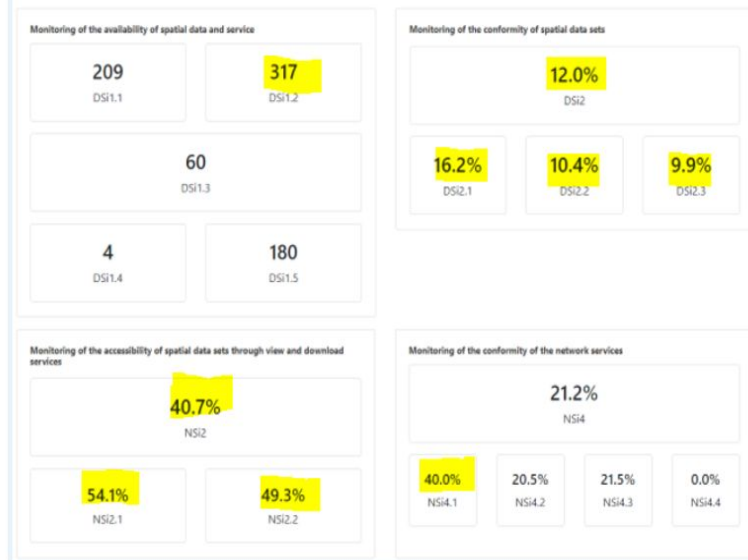 Monitoring of the availability of spatial data and service
209
DSi1.1
317
DSi1.2
60
DSi1.3
4
DSi1.4
180
DSi1.5
Monitoring of the conformity of spatial data sets
12.0%
DSi2
16.2%
DSi2.1
10.4%
DSi2.2
9.9%
DSi2.3
Monitoring of the accessibility of spatial data sets through view and download
services
40.7%
NSi2
54.1%
NSi2.1
49.3%
NSi2.2
Monitoring of the conformity of the network services
21.2%
NSi4
40.0%
NSi4.1
20.5%
NSi4.2
21.5%
NSi4.3
0.0%
NSi4.4